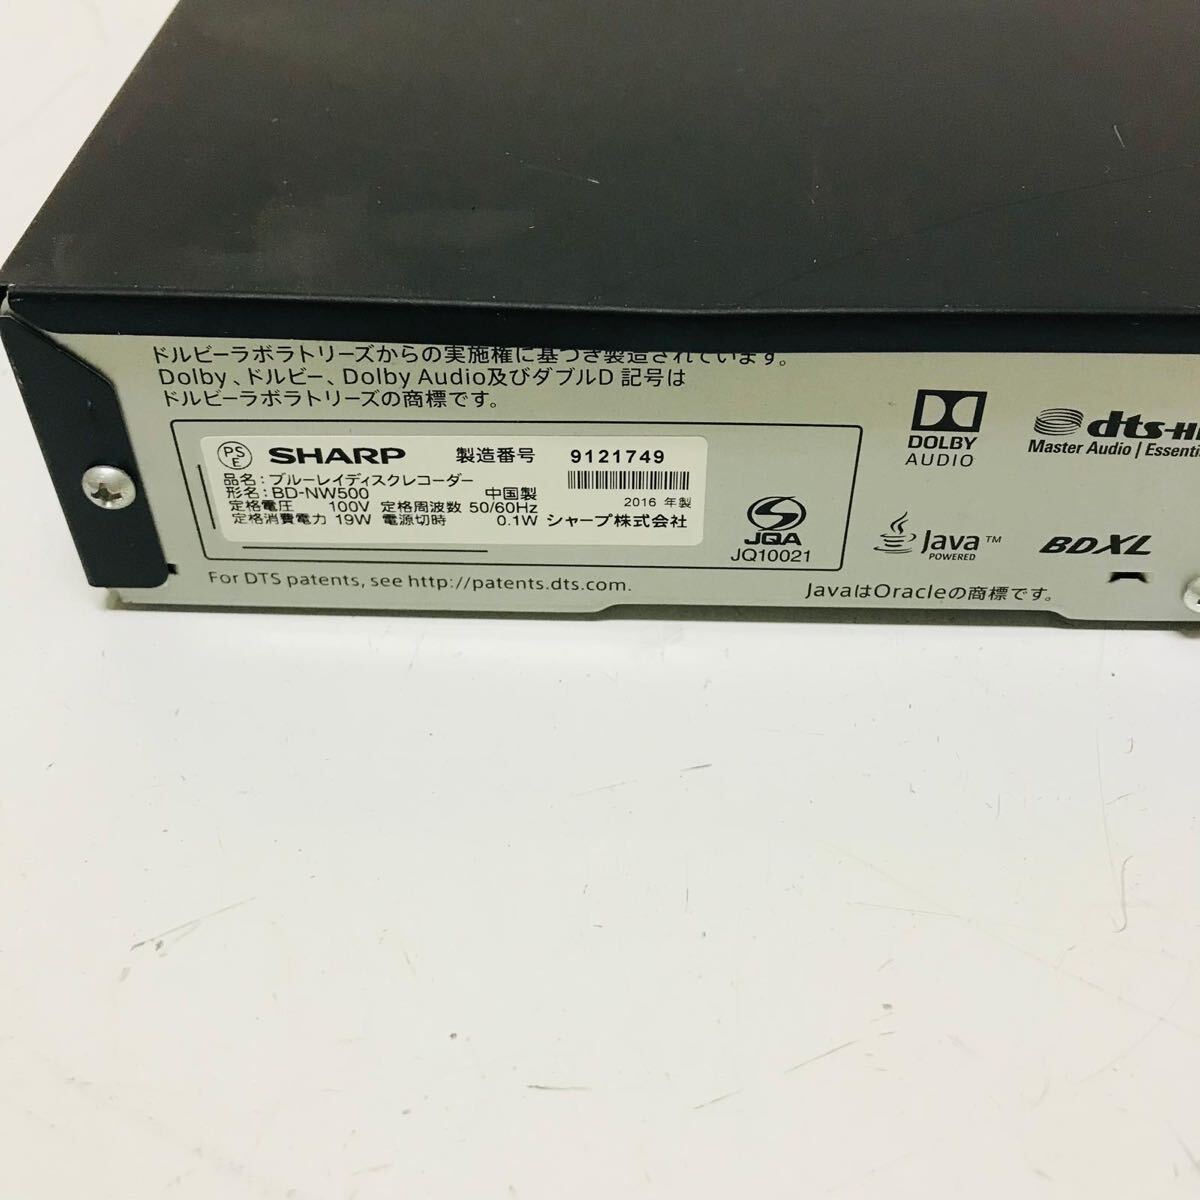 ドルビーラボラトリーズからの実施権に基づき製造されています。
Dolby、ドルビー、Dolby Audio及びダブルD 記号は
ドルビーラボラトリーズの商標です。
PS
E
SHARP 製造番号 9121749
品名：ブルーレイディスクレコーダー
形名：BD-NW500 中国製 2016 年製
定格電圧 100V 定格周波数 50/60Hz
定格消費電力 19W 電源切時 0.1W シャープ株式会社
JQA
JQ10021
For DTS patents, see http://patents.dts.com.
DOLBY
AUDIO
dts-H
Master Audio | Essenti
Java™
POWERED
BDXL
JavaはOracleの商標です。